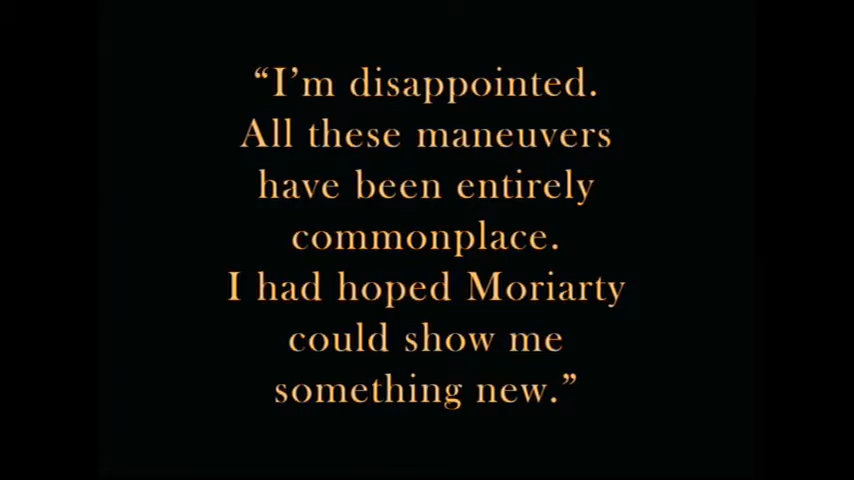 “I’m disappointed.
All these maneuvers
have been entirely
commonplace.
I had hoped Moriarty
could show me
something new.”